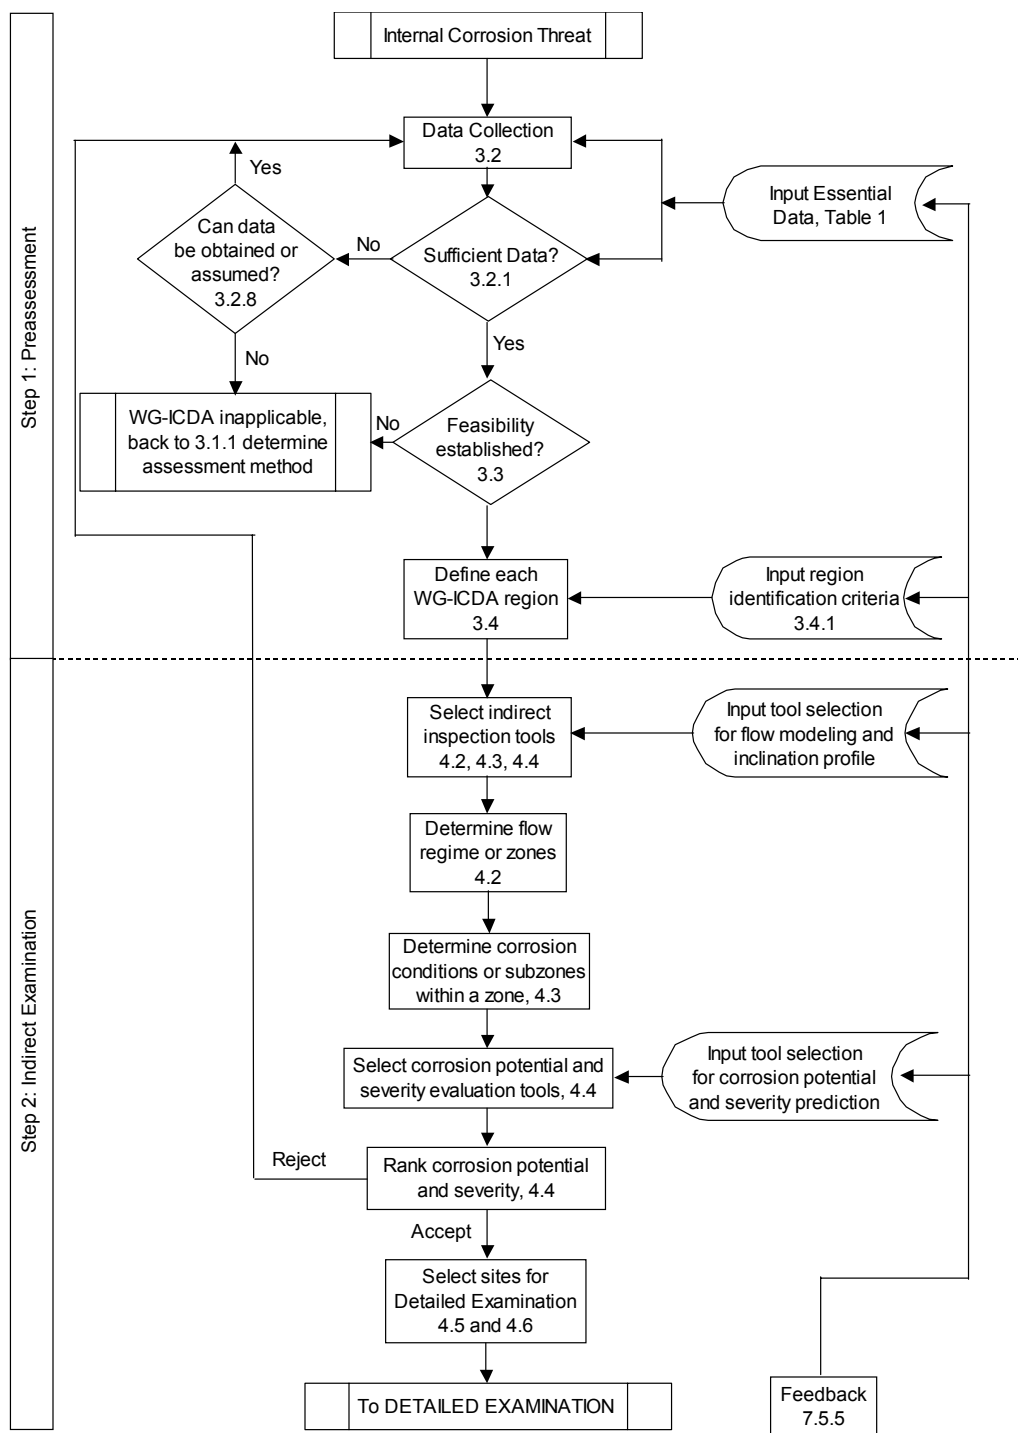 Step 1: Preassessment
Internal Corrosion Threat
Data Collection
3.2
Yes
Input Essential
Data, Table 1
Can data
be obtained or
assumed?
3.2.8
No
Sufficient Data?
3.2.1
No
Yes
WG-ICDA inapplicable,
back to 3.1.1 determine
assessment method
No
Feasibility
established?
3.3
Define each
WG-ICDA region
3.4
Input region
identification criteria
3.4.1
Step 2: Indirect Examination
Select indirect
inspection tools
4.2, 4.3, 4.4
Input tool selection
for flow modeling and
inclination profile
Determine flow
regime or zones
4.2
Determine corrosion
conditions or subzones
within a zone, 4.3
Select corrosion potential and
severity evaluation tools, 4.4
Input tool selection
for corrosion potential
and severity prediction
Reject
Rank corrosion potential
and severity, 4.4
Accept
Select sites for
Detailed Examination
4.5 and 4.6
To DETAILED EXAMINATION
Feedback
7.5.5